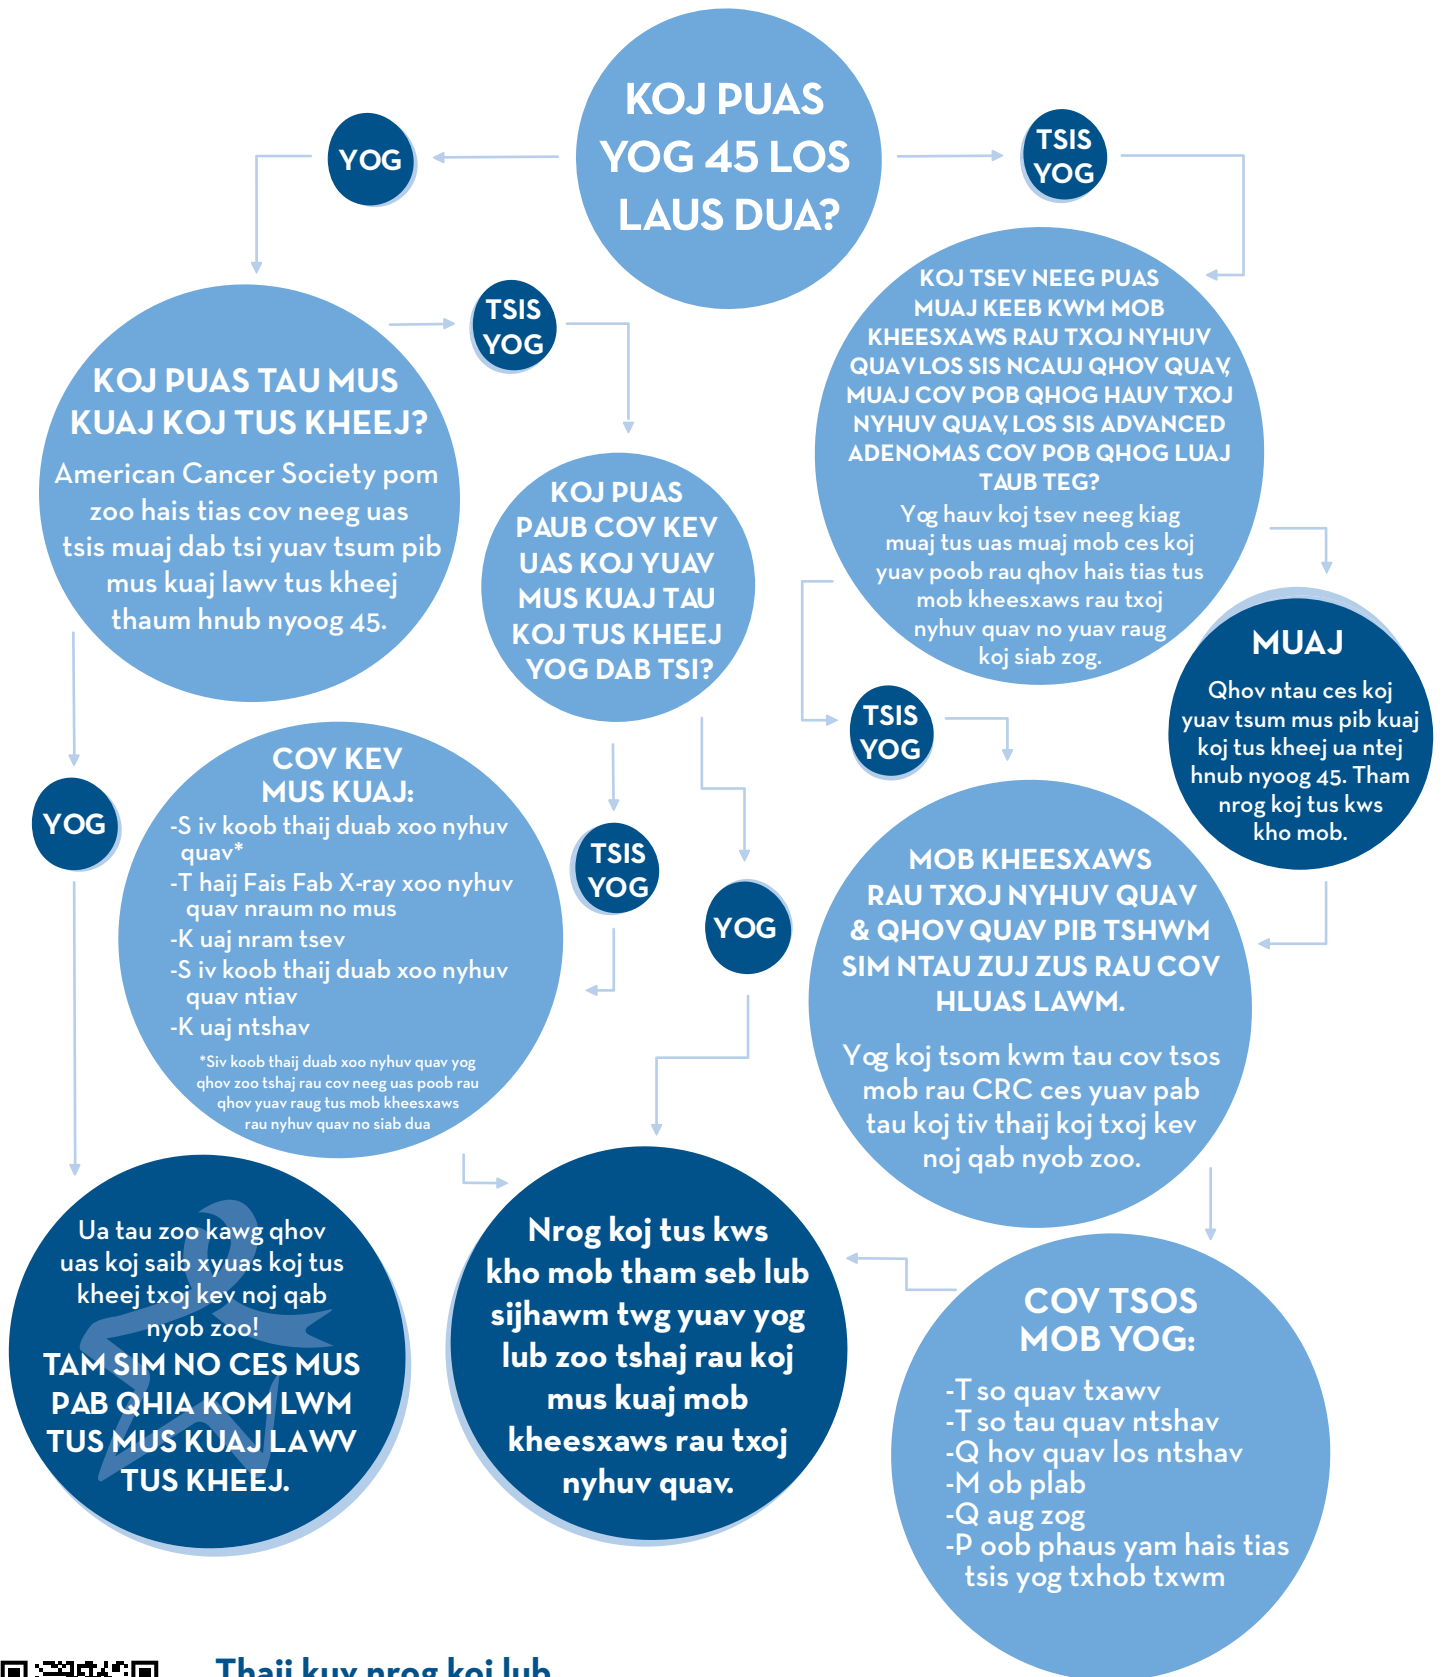 KOJ PUAS
YOG 45 LOS
LAUS DUA?
YOG
TSIS
YOG
KOJ PUAS TAU MUS
KUAJ KOJ TUS KHEEJ?
American Cancer Society pom
zoo hais tias cov neeg uas
tsis muaj dab tsi yuav tsum pib
mus kuaj lawv tus kheej
thaum hnub nyoog 45.
TSIS
YOG
KOJ PUAS
PAUB COV KEV
UAS KOJ YUAV
MUS KUAJ TAU
KOJ TUS KHEEJ
YOG DAB TSI?
KOJ TSEV NEEG PUAS
MUAJ KEEB KWM MOB
KHEESXAWS RAU TXOJ NYHUV
QUAVLOS SIS NCAUJ QHOV QUAV,
MUAJ COV POB QHOG HAUV TXOJ
NYHUV QUAV, LOS SIS ADVANCED
ADENOMAS COV POB QHOG LUAJ
TAUB TEG?
Yog hauv koj tsev neeg kiag
muaj tus uas muaj mob ces koj
yuav poob rau qhov hais tias tus
mob kheesxaws rau txoj
nyhuv quav no yuav raug
koj siab zog.
MUAJ
Qhov ntau ces koj
yuav tsum mus pib kuaj
koj tus kheej ua ntej
hnub nyoog 45. Tham
nrog koj tus kws
kho mob.
TSIS
YOG
YOG
COV KEV
MUS KUAJ:
-S iv koob thaij duab xoo nyhuv
quav*
-T haij Fais Fab X-ray xoo nyhuv
quav nraum no mus
-K uaj nram tsev
-S iv koob thaij duab xoo nyhuv
quav ntiav
-K uaj ntshav
*Siv koob thaij duab xoo nyhuv quav yog
qhov zoo tshaj rau cov neeg uas poob rau
qhov yuav raug tus mob kheesxaws
rau nyhuv quav no siab dua
TSIS
YOG
YOG
MOB KHEESXAWS
RAU TXOJ NYHUV QUAV
& QHOV QUAV PIB TSHWM
SIM NTAU ZUJ ZUS RAU COV
HLUAS LAWM.
Yog koj tsom kwm tau cov tsos
mob rau CRC ces yuav pab
tau koj tiv thaij koj txoj kev
noj qab nyob zoo.
Ua tau zoo kawg qhov
uas koj saib xyuas koj tus
kheej txoj kev noj qab
nyob zoo!
TAM SIM NO CES MUS
PAB QHIA KOM LWM
TUS MUS KUAJ LAWV
TUS KHEEJ.
Nrog koj tus kws
kho mob tham seb lub
sijhawm twg yuav yog
lub zoo tshaj rau koj
mus kuaj mob
kheesxaws rau txoj
nyhuv quav.
COV TSOS
MOB YOG:
-T so quav txawv
-T so tau quav ntshav
-Q hov quav los ntshav
-M ob plab
-Q aug zog
-P oob phaus yam hais tias
tsis yog txhob txwm
Thaij kuv nrog koj lub